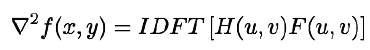 ∇²f(x, y) = IDFT [H(u, v)F(u, v)]